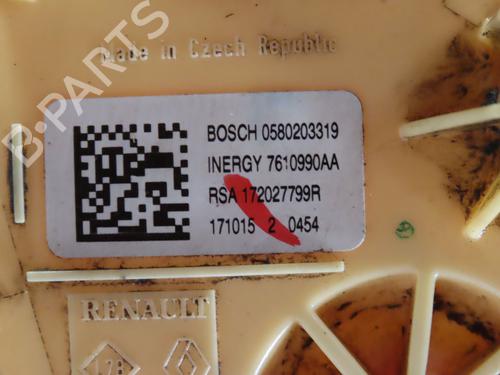 B-PARTS
Made in Czech Republic
BOSCH 0580203319
INERGY 7610990AA
RSA 172027799R
171015 2 0454
RENAULT